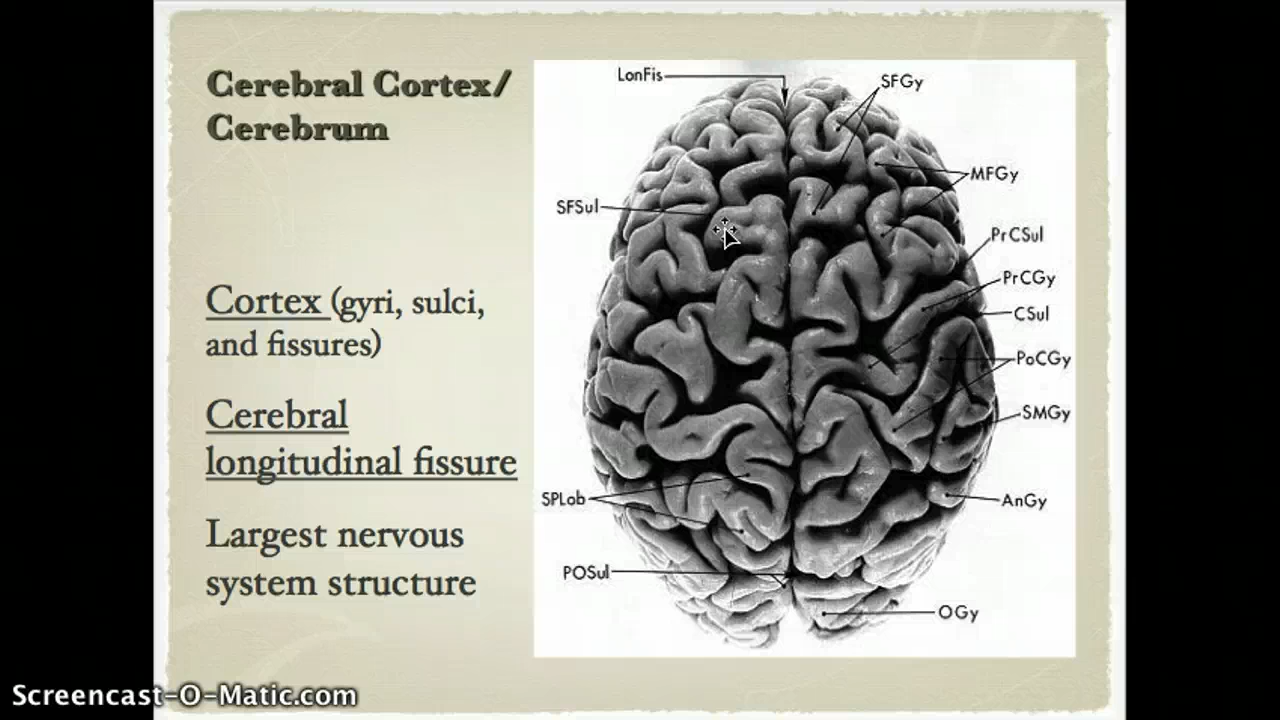 Cerebral Cortex/
Cerebrum
Cortex (gyri, sulci,
and fissures)
Cerebral
longitudinal fissure
Largest nervous
system structure
LonFis
SFGy
MFGy
SFSul
PrCSul
PrCGy
CSul
PoCGy
SMGy
SPLob
AnGy
POSul
OGy
Screencast-O-Matic.com